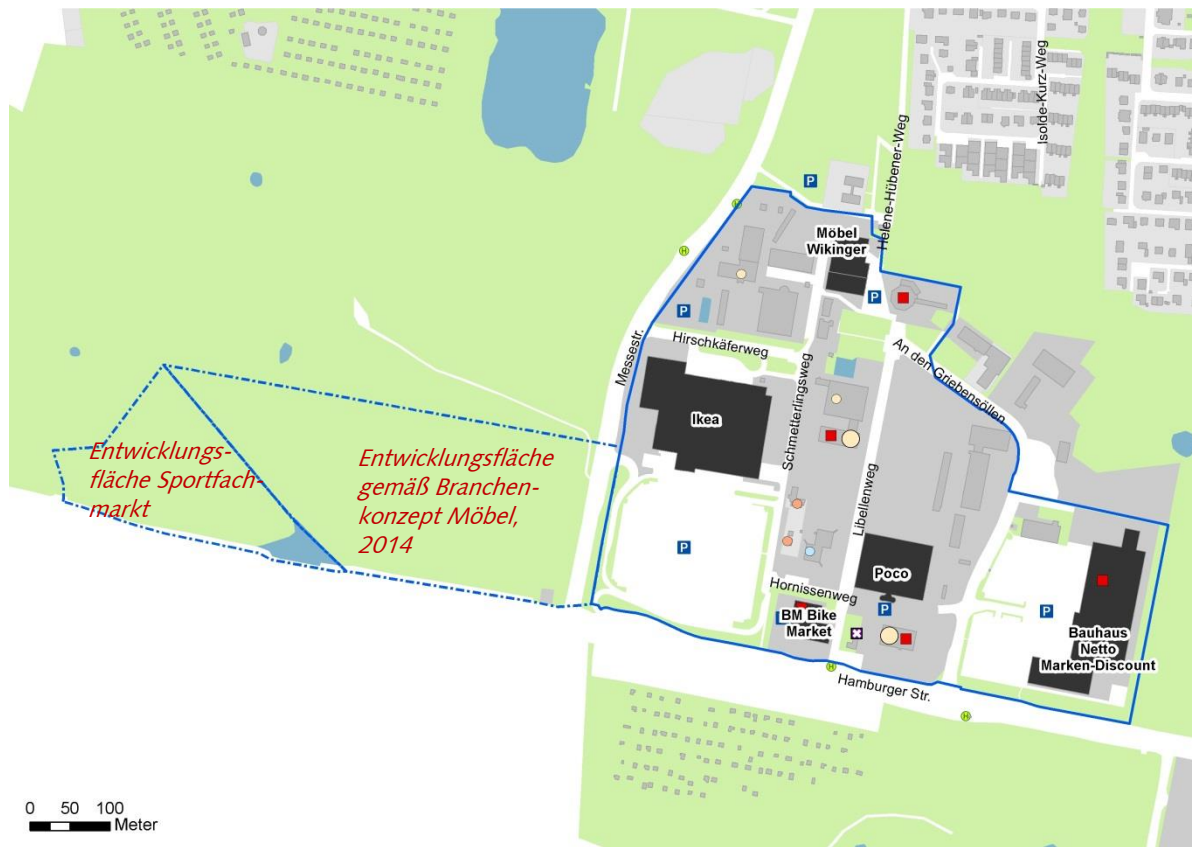 Isolde-Kurz-Weg
Helene-Hübener-Weg
P
H
Möbel
Wikinger
H
P
P
Messestr.
Hirschkäferweg
An den Griebensöllen
Ikea
Schmetterlingsweg
Entwicklungs-
fläche Sportfach-
markt
Entwicklungsfläche
gemäß Branchen-
konzept Möbel,
2014
Libellenweg
P
Poco
Hornissenweg
P
P
BM Bike
Market
P
Bauhaus
Netto
Marken-Discount
H
Hamburger Str.
H
0 50 100
Meter